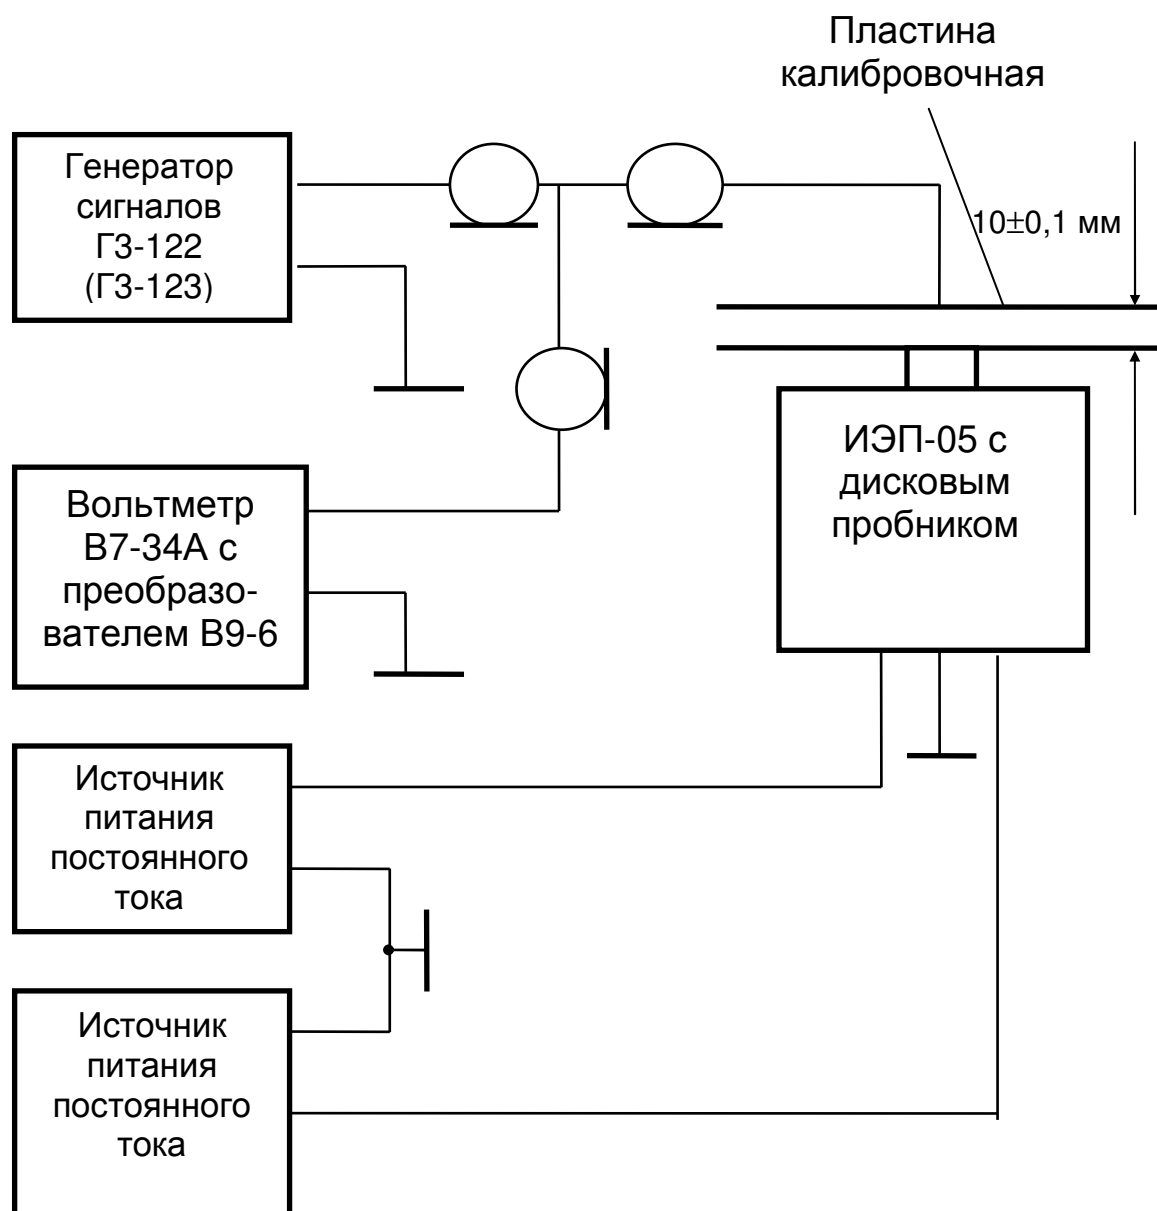 Пластина
калибровочная
Генератор
сигналов
Г3-122
(Г3-123)
10±0,1 мм
ИЭП-05 с
дисковым
пробником
Вольтметр
В7-34А с
преобразо-
вателем В9-6
Источник
питания
постоянного
тока
Источник
питания
постоянного
тока